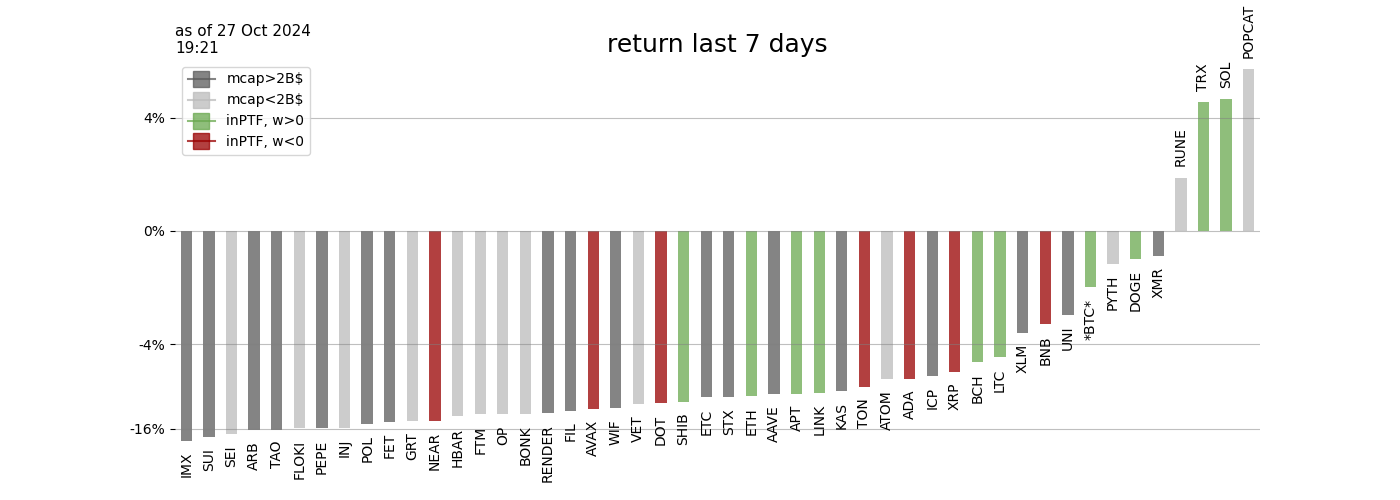 as of 27 Oct 2024
19:21
return last 7 days
mcap>2B$
mcap<2B$
inPTF, w>0
inPTF, w<0
4%
0%
-4%
-16%
IMX
SUI
SEI
ARB
TAO
FLOKI
PEPE
INJ
POL
FET
GRT
NEAR
HBAR
FTM
OP
BONK
RENDER
FIL
AVAX
WIF
VET
DOT
SHIB
ETC
STX
ETH
AAVE
APT
LINK
KAS
TON
ATOM
ADA
ICP
XRP
BCH
LTC
XLM
BNB
UNI
*BTC*
PYTH
DOGE
XMR
RUNE
TRX
SOL
POPCAT